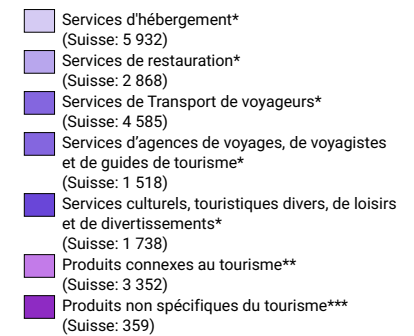 Services d'hébergement*
(Suisse: 5 932)
Services de restauration*
(Suisse: 2 868)
Services de Transport de voyageurs*
(Suisse: 4 585)
Services d’agences de voyages, de voyagistes
et de guides de tourisme*
(Suisse: 1 518)
Services culturels, touristiques divers, de loisirs
et de divertissements*
(Suisse: 1 738)
Produits connexes au tourisme**
(Suisse: 3 352)
Produits non spécifiques du tourisme***
(Suisse: 359)